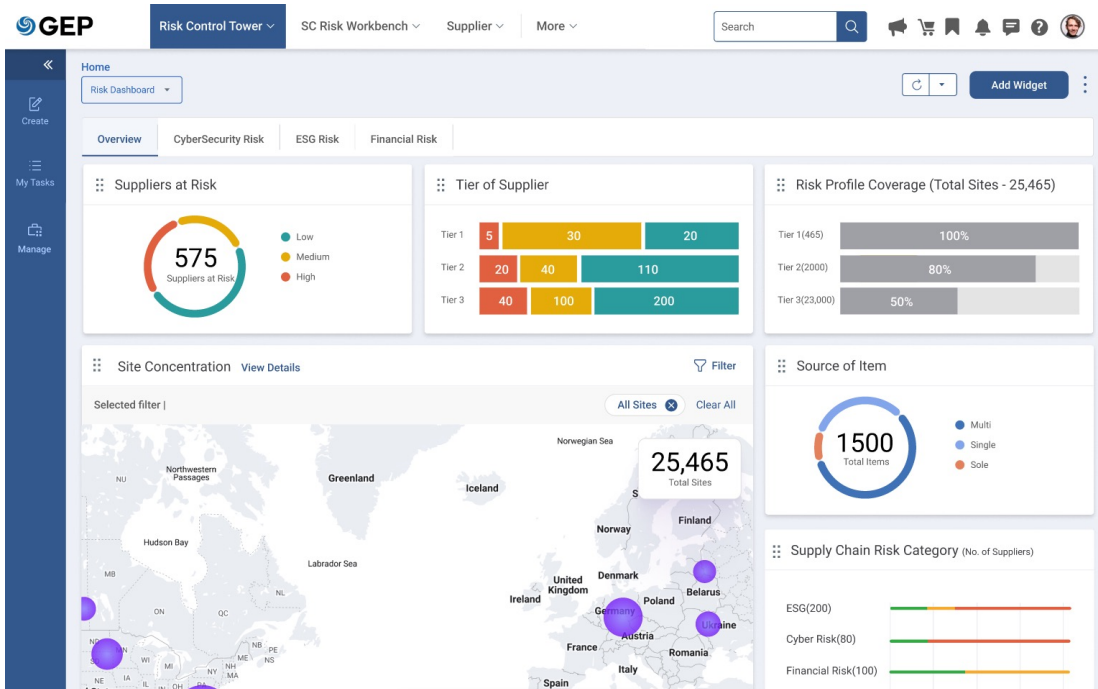 GEP
Risk Control Tower
SC Risk Workbench
Supplier
More
Search
Home
Risk Dashboard
Add Widget
Create
My Tasks
Manage
Overview
CyberSecurity Risk
ESG Risk
Financial Risk
Suppliers at Risk
575
Suppliers at Risk
Low
Medium
High
Tier of Supplier
Tier 1 5 30 20
Tier 2 20 40 110
Tier 3 40 100 200
Risk Profile Coverage (Total Sites - 25,465)
Tier 1(465) 100%
Tier 2(2000) 80%
Tier 3(23,000) 50%
Site Concentration View Details
Filter
Selected filter |
All Sites
Clear All
25,465
Total Sites
Norwegian Sea
Northwestern
Passages
NU
Greenland
Iceland
Finland
Norway
Hudson Bay
Labrador Sea
MB
NL
United
Kingdom
Denmark
Ireland
Poland
Belarus
Germany
ON
QC
Ukraine
Austria
France
Romania
NB
PE
NS
ME
WI
MI
NH
NY
MA
Italy
NE
IA
IL
IN
OH
Spain
Source of Item
1500
Total Items
Multi
Single
Sole
Supply Chain Risk Category (No. of Suppliers)
ESG(200)
Cyber Risk(80)
Financial Risk(100)